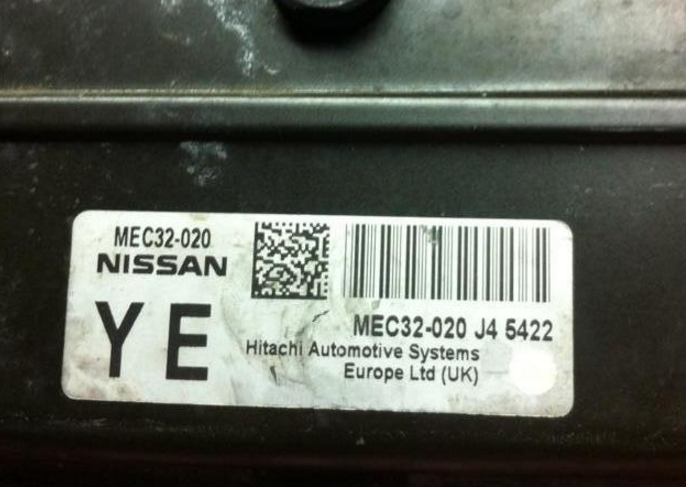 MEC32-020
NISSAN
YE
MEC32-020 J4 5422
Hitachi Automotive Systems
Europe Ltd (UK)